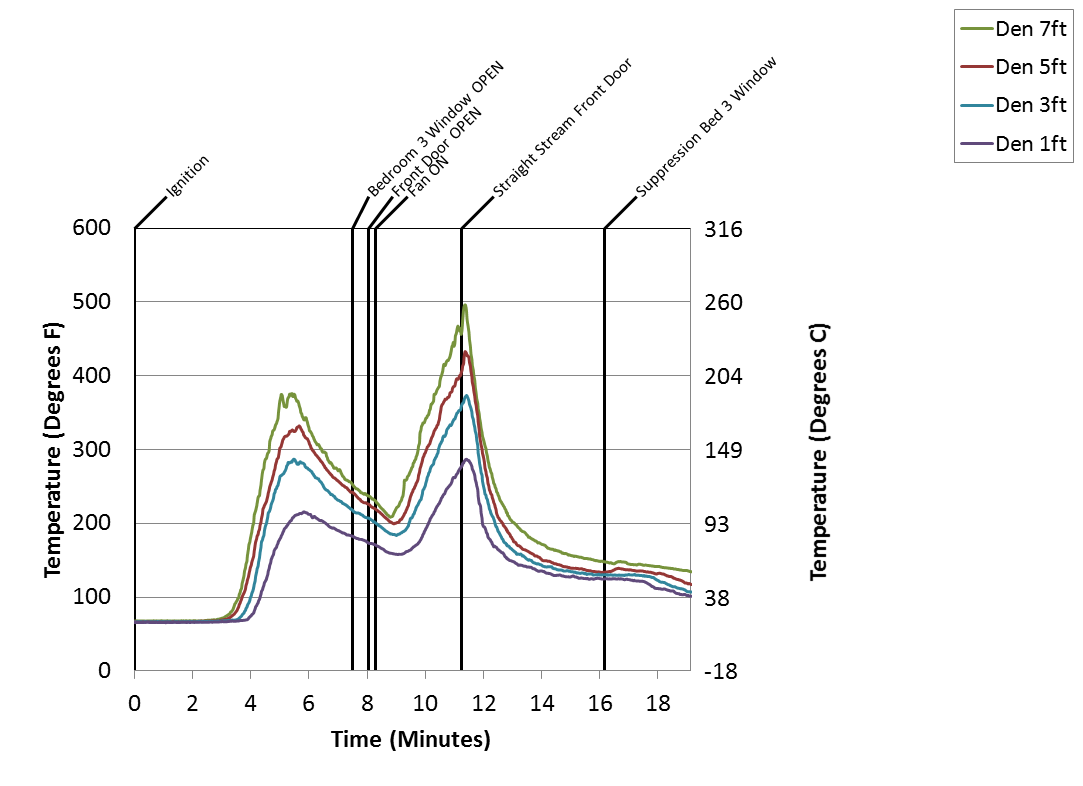 Den 7ft
Den 5ft
Den 3ft
Den 1ft
Ignition
Bedroom 3 Window OPEN
Front Door OPEN
Fan ON
Straight Stream Front Door
Suppression Bed 3 Window
600
500
400
300
200
100
0
Temperature (Degrees F)
316
260
204
149
93
38
-18
Temperature (Degrees C)
0 2 4 6 8 10 12 14 16 18
Time (Minutes)